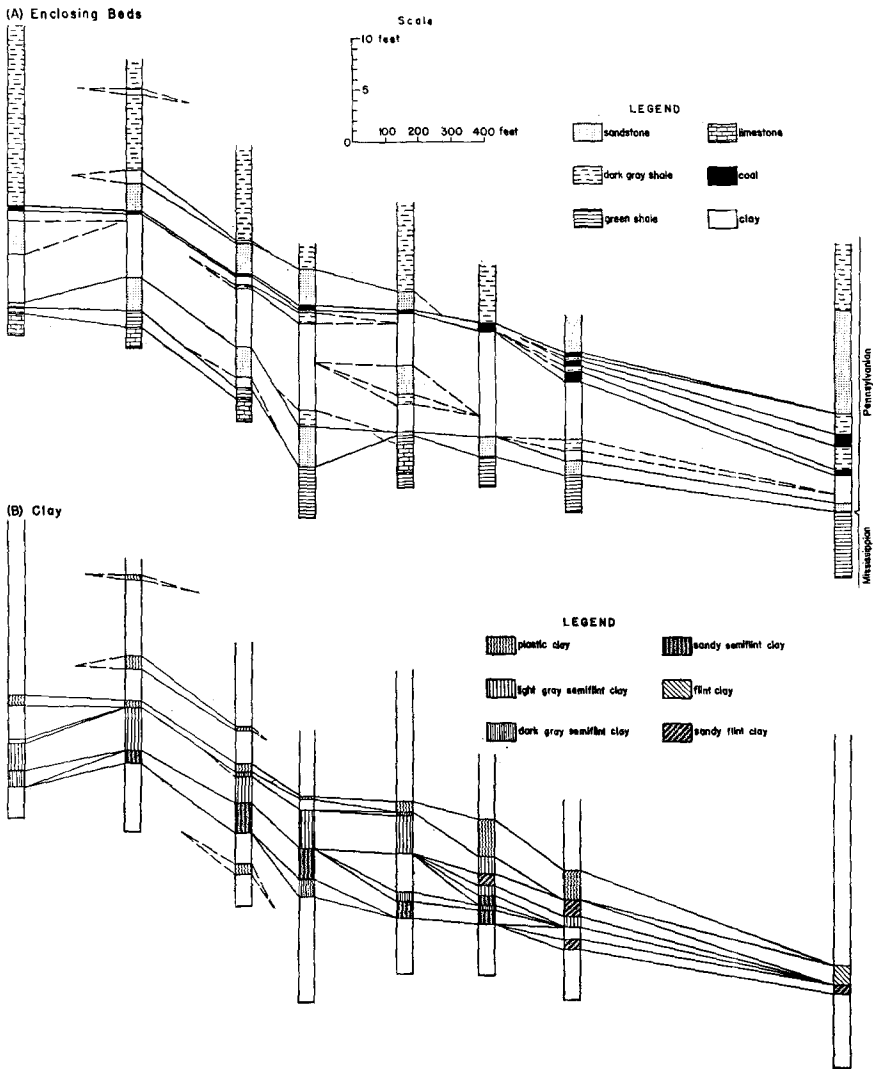 (A) Enclosing Beds
Scale
10 feet
5
0
100 200 300 400 feet
LEGEND
sandstone
limestone
dark gray shale
coal
green shale
clay
Pennsylvanian
Mississippian
(B) Clay
LEGEND
plastic clay
sandy semiflint clay
light gray semiflint clay
flint clay
dark gray semiflint clay
sandy flint clay